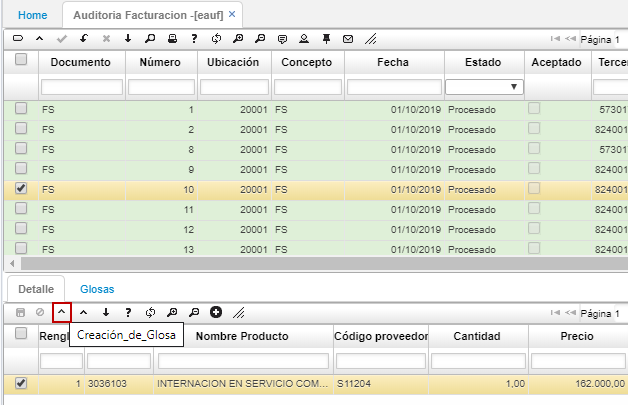 Home Auditoria Facturacion -[eauf] ×
Página 1
Documento Número Ubicación Concepto Fecha Estado Aceptado Tercer
FS 1 20001 FS 01/10/2019 Procesado 57301
FS 2 20001 FS 01/10/2019 Procesado 824001
FS 8 20001 FS 01/10/2019 Procesado 57301
FS 9 20001 FS 01/10/2019 Procesado 824001
FS 10 20001 FS 01/10/2019 Procesado 824001
FS 11 20001 FS 01/10/2019 Procesado 824001
FS 12 20001 FS 01/10/2019 Procesado 824001
FS 13 20001 FS 01/10/2019 Procesado 824001
Detalle Glosas
Página 1
Creación_de_Glosa
Rengl Nombre Producto Código proveedor Cantidad Precio
1 3036103 INTERNACION EN SERVICIO COM... S11204 1,00 162.000,00